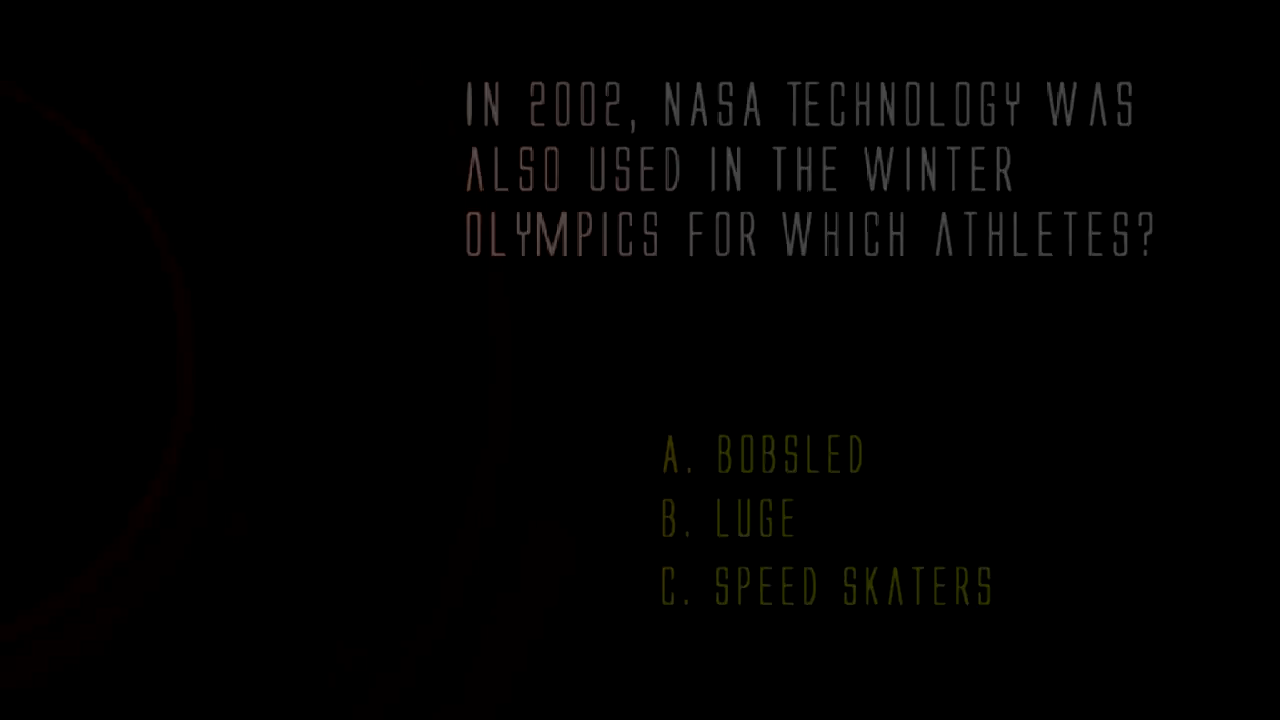 IN 2002, NASA TECHNOLOGY WAS
ALSO USED IN THE WINTER
OLYMPICS FOR WHICH ATHLETES?
A. BOBSLED
B. LUGE
C. SPEED SKATERS